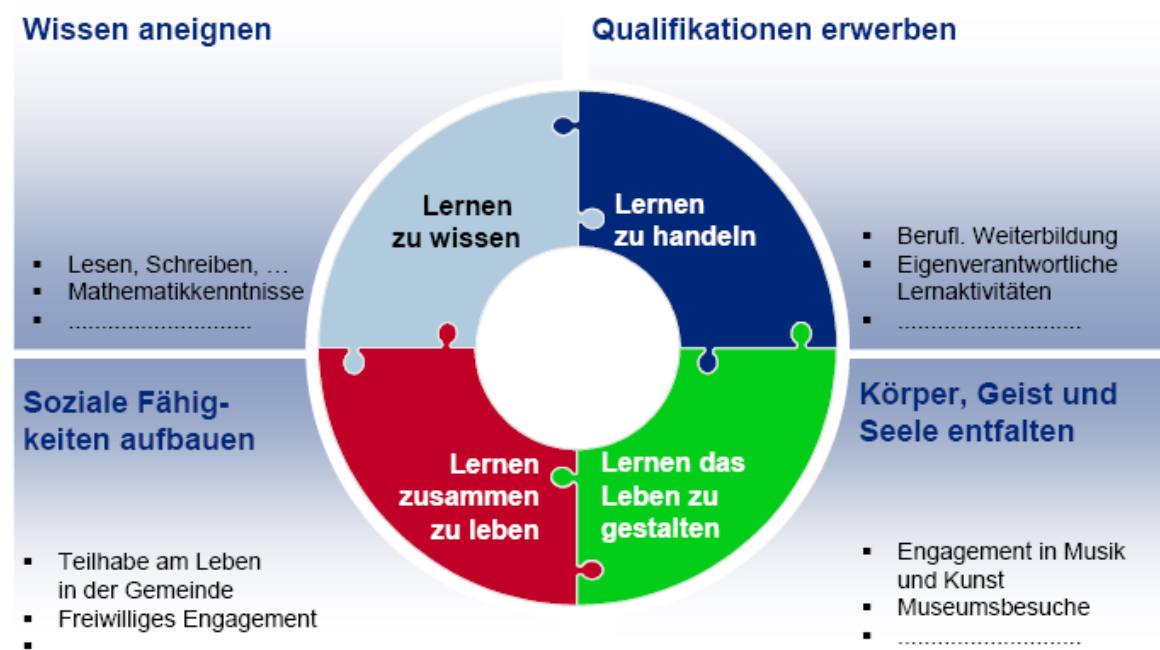 Wissen aneignen
Lernen
zu wissen
▪ Lesen, Schreiben, …
▪ Mathematikkenntnisse
▪ ............................
Qualifikationen erwerben
Lernen
zu handeln
▪ Berufl. Weiterbildung
▪ Eigenverantwortliche
Lernaktivitäten
▪ ............................
Soziale Fähig-
keiten aufbauen
Lernen
zusammen
zu leben
▪ Teilhabe am Leben
in der Gemeinde
▪ Freiwilliges Engagement
▪
Körper, Geist und
Seele entfalten
Lernen das
Leben zu
gestalten
▪ Engagement in Musik
und Kunst
▪ Museumsbesuche
▪ ............................